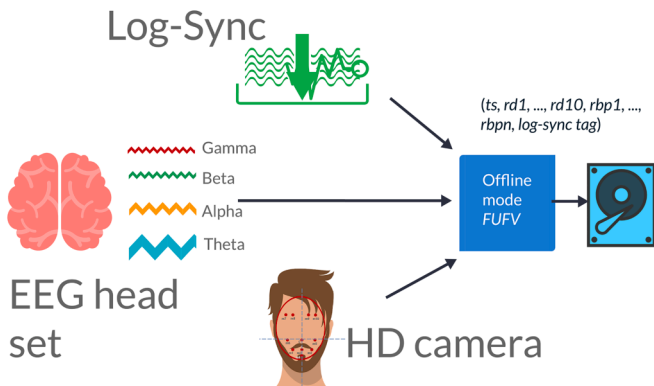 Log-Sync
(ts, rd1, ..., rd10, rbp1, ...,
rbpn, log-sync tag)
Gamma
Beta
Alpha
Theta
Offline
mode
FUFV
EEG head
set
HD camera